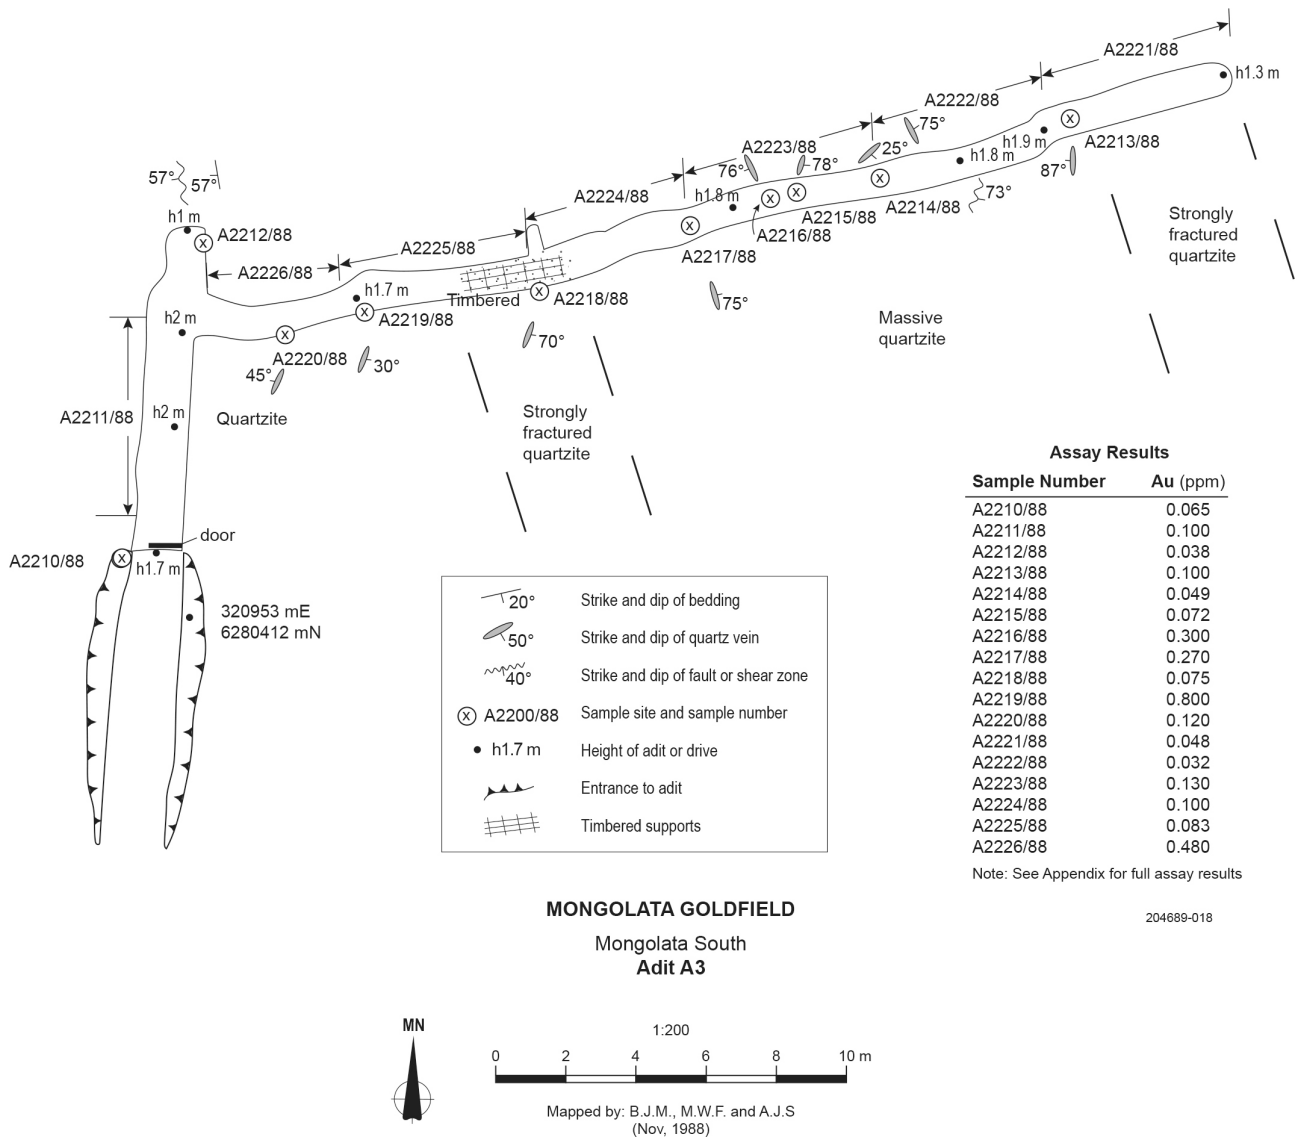 A2221/88
h1.3 m
A2222/88
75°
h1.9 m
A2213/88
A2223/88
25°
h1.8 m
87°
76°
78°
73°
57°
57°
A2224/88
h1.8 m
A2214/88
A2215/88
A2216/88
Strongly
fractured
quartzite
h1 m
A2212/88
A2225/88
A2217/88
A2226/88
h1.7 m
Timbered
A2218/88
75°
h2 m
A2219/88
Massive
quartzite
A2220/88
70°
45°
30°
h2 m
A2211/88
Quartzite
Strongly
fractured
quartzite
door
A2210/88
h1.7 m
320953 mE
6280412 mN
Assay Results
Sample Number Au (ppm)
A2210/88 0.065
A2211/88 0.100
A2212/88 0.038
A2213/88 0.100
A2214/88 0.049
A2215/88 0.072
A2216/88 0.300
A2217/88 0.270
A2218/88 0.075
A2219/88 0.800
A2220/88 0.120
A2221/88 0.048
A2222/88 0.032
A2223/88 0.130
A2224/88 0.100
A2225/88 0.083
A2226/88 0.480
Note: See Appendix for full assay results
204689-018
20° Strike and dip of bedding
50° Strike and dip of quartz vein
40° Strike and dip of fault or shear zone
x A2200/88 Sample site and sample number
h1.7 m Height of adit or drive
Entrance to adit
Timbered supports
MONGOLATA GOLDFIELD
Mongolata South
Adit A3
MN
1:200
0 2 4 6 8 10 m
Mapped by: B.J.M., M.W.F. and A.J.S
(Nov, 1988)